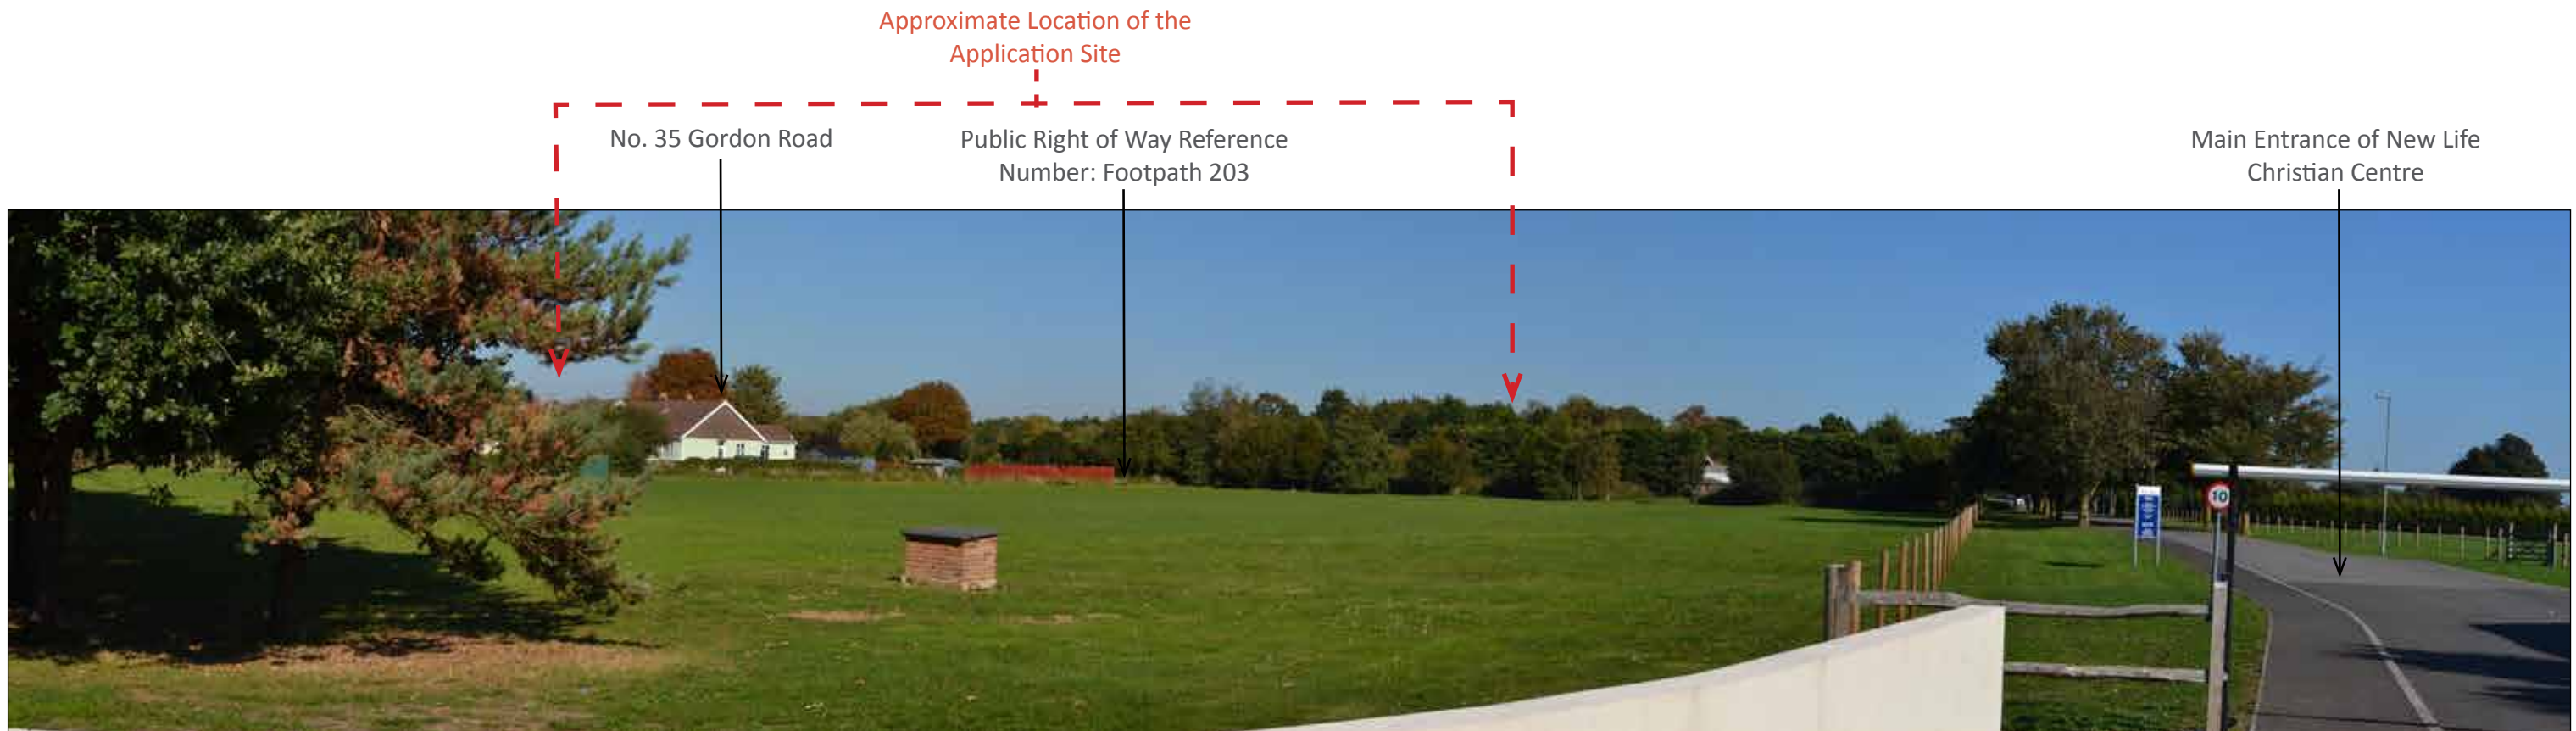 Approximate Location of the
Application Site
No. 35 Gordon Road
Public Right of Way Reference
Number: Footpath 203
Main Entrance of New Life
Christian Centre
10